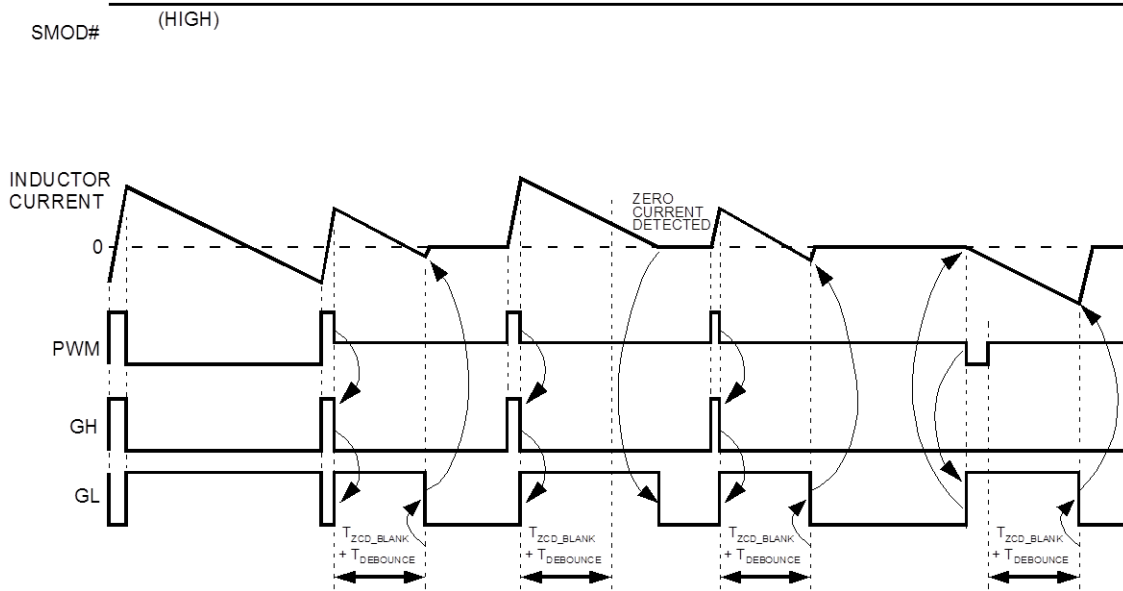 (HIGH)
SMOD#
INDUCTOR
CURRENT
ZERO
CURRENT
DETECTED
0
PWM
GH
GL
TZCD_BLANK
+ TDEBOUNCE
TZCD_BLANK
+ TDEBOUNCE
TZCD_BLANK
+ TDEBOUNCE
TZCD_BLANK
+ TDEBOUNCE